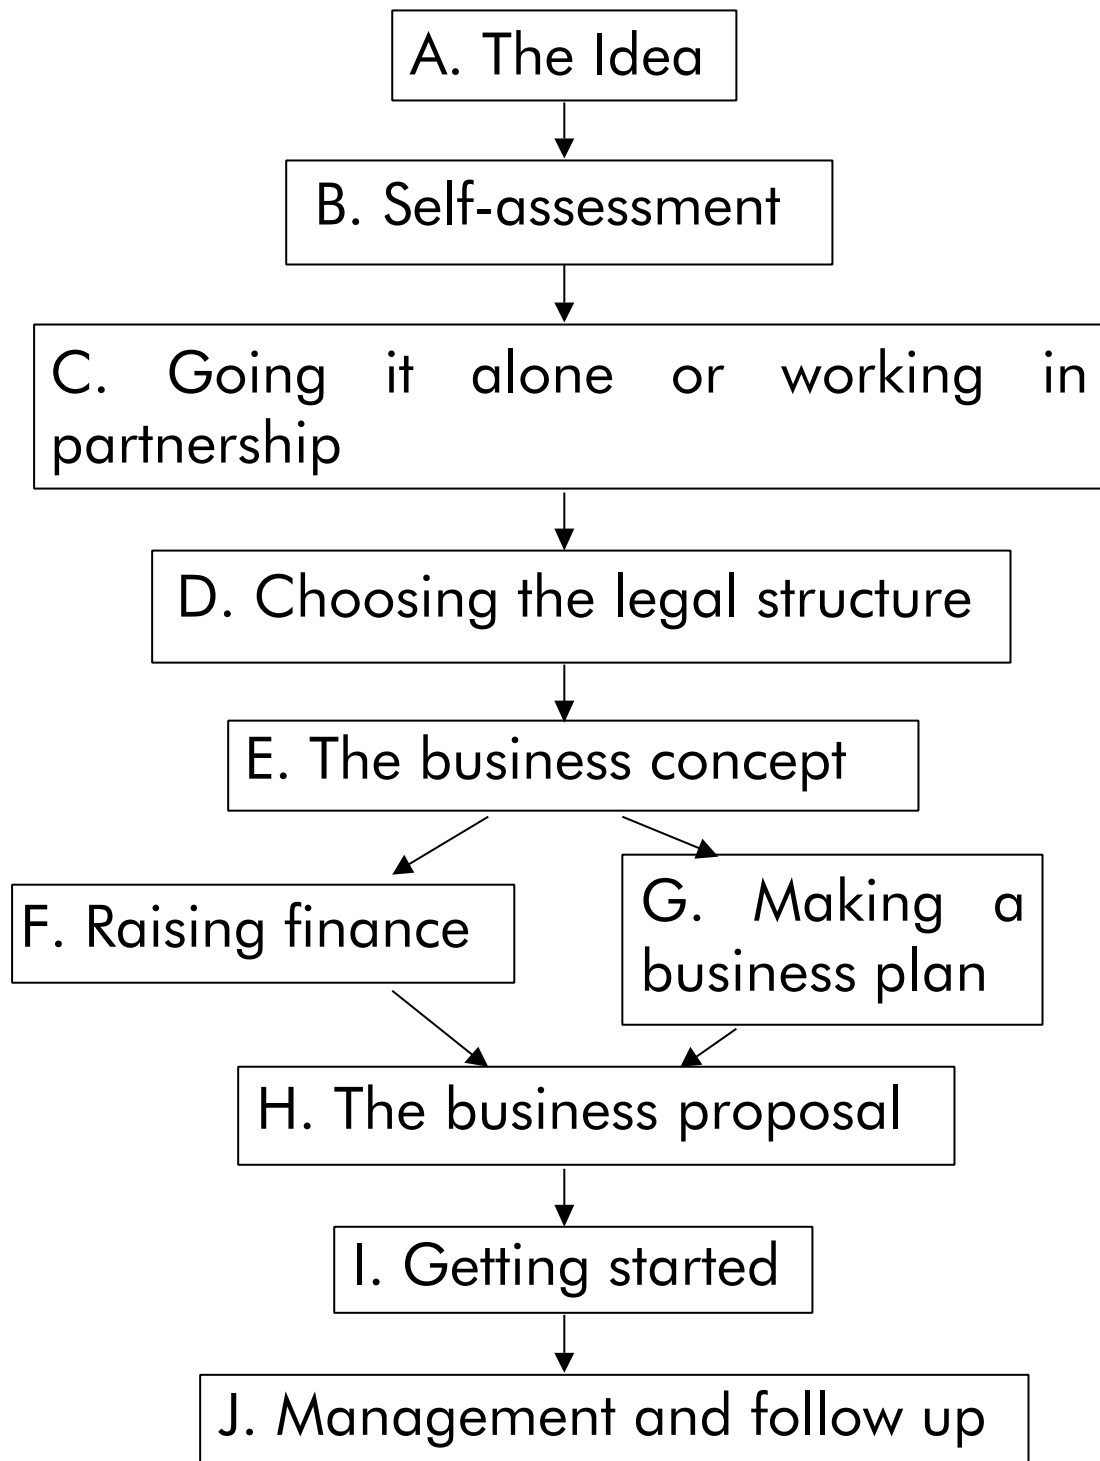 A. The Idea
B. Self-assessment
C. Going it alone or working in
partnership
D. Choosing the legal structure
E. The business concept
F. Raising finance
G. Making a
business plan
H. The business proposal
I. Getting started
J. Management and follow up